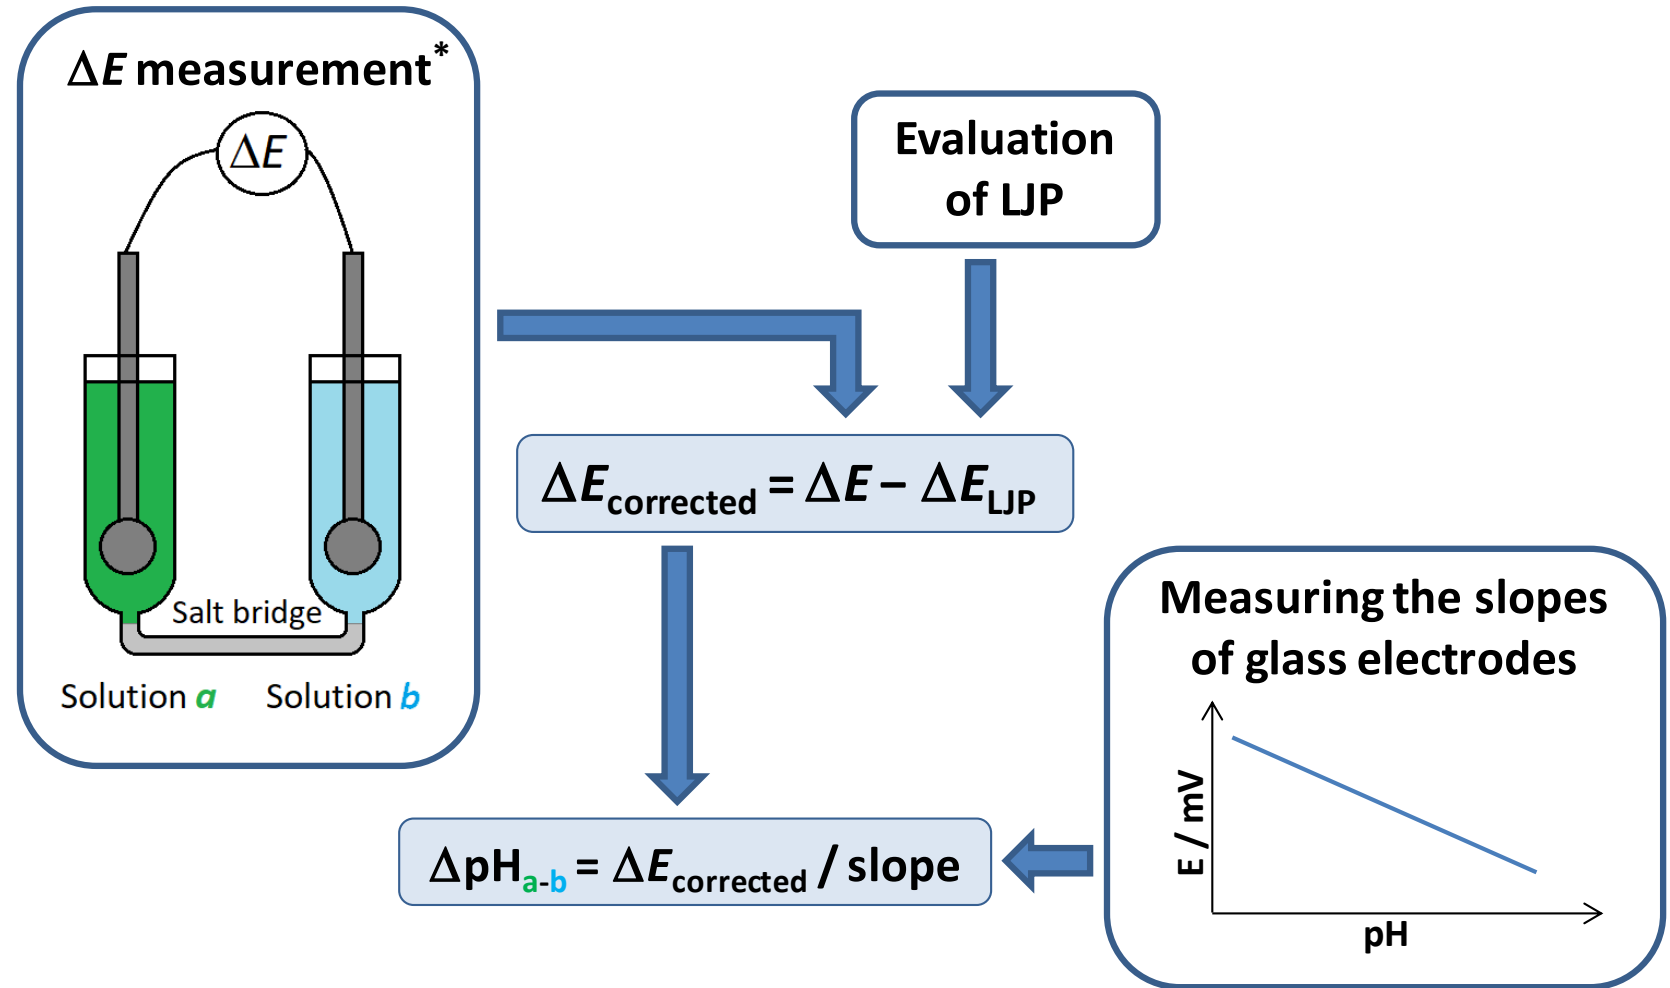 ΔE measurement*
ΔE
Salt bridge
Solution a
Solution b
Evaluation
of LJP
ΔEcorrected = ΔE – ΔELJP
ΔpHa-b = ΔEcorrected / slope
Measuring the slopes
of glass electrodes
E / mV
pH